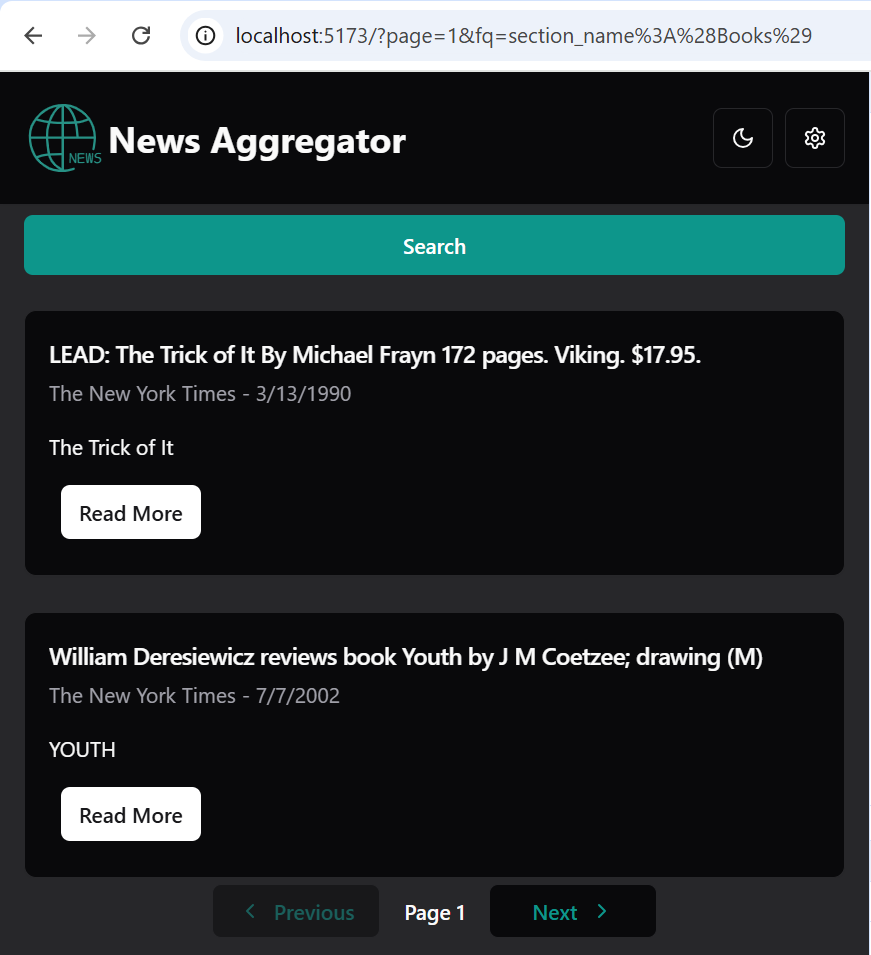 localhost:5173/?page=1&fq=section_name%3A%28Books%29
NEWS
News Aggregator
Search
LEAD: The Trick of It By Michael Frayn 172 pages. Viking. $17.95.
The New York Times - 3/13/1990
The Trick of It
Read More
William Deresiewicz reviews book Youth by J M Coetzee; drawing (M)
The New York Times - 7/7/2002
YOUTH
Read More
Previous
Page 1
Next